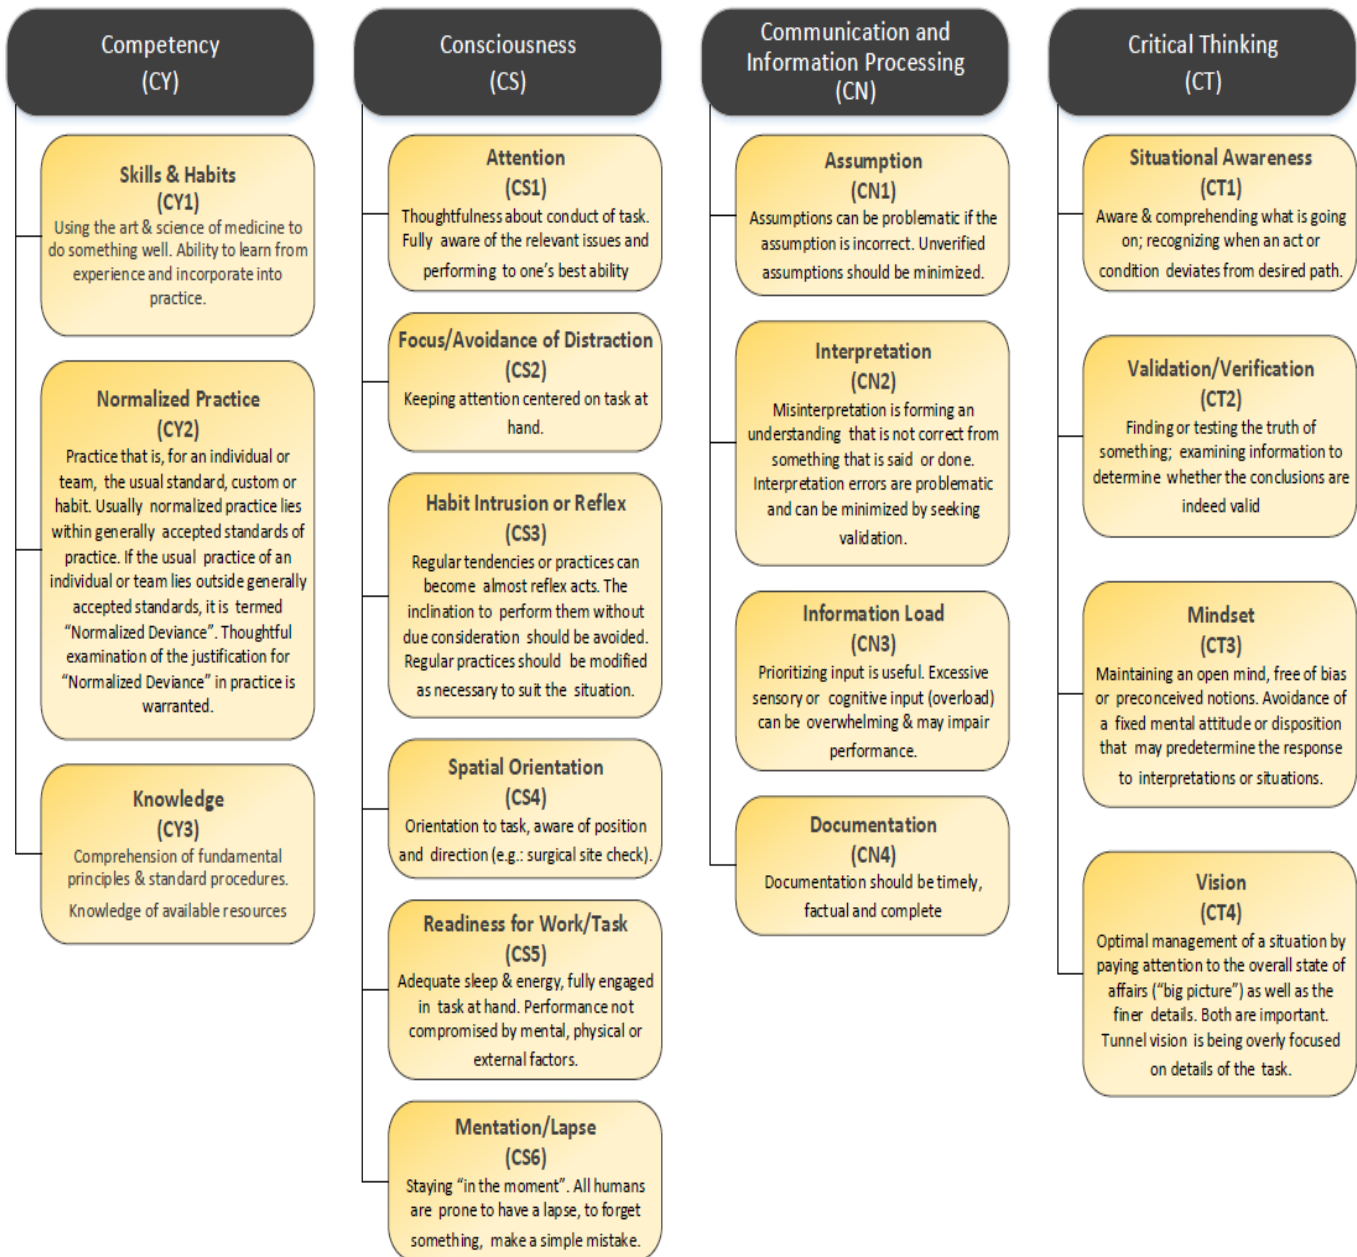 Competency
(CY)
Skills & Habits
(CY1)
Using the art & science of medicine to
do something well. Ability to learn from
experience and incorporate into
practice.
Normalized Practice
(CY2)
Practice that is, for an individual or
team, the usual standard, custom or
habit. Usually normalized practice lies
within generally accepted standards of
practice. If the usual practice of an
individual or team lies outside generally
accepted standards, it is termed
“Normalized Deviance”. Thoughtful
examination of the justification for
“Normalized Deviance” in practice is
warranted.
Knowledge
(CY3)
Comprehension of fundamental
principles & standard procedures.
Knowledge of available resources
Consciousness
(CS)
Attention
(CS1)
Thoughtfulness about conduct of task.
Fully aware of the relevant issues and
performing to one’s best ability
Focus/Avoidance of Distraction
(CS2)
Keeping attention centered on task at
hand.
Habit Intrusion or Reflex
(CS3)
Regular tendencies or practices can
become almost reflex acts. The
inclination to perform them without
due consideration should be avoided.
Regular practices should be modified
as necessary to suit the situation.
Spatial Orientation
(CS4)
Orientation to task, aware of position
and direction (e.g.: surgical site check).
Readiness for Work/Task
(CS5)
Adequate sleep & energy, fully engaged
in task at hand. Performance not
compromised by mental, physical or
external factors.
Mentation/Lapse
(CS6)
Staying “in the moment”. All humans
are prone to have a lapse, to forget
something, make a simple mistake.
Communication and
Information Processing
(CN)
Assumption
(CN1)
Assumptions can be problematic if the
assumption is incorrect. Unverified
assumptions should be minimized.
Interpretation
(CN2)
Misinterpretation is forming an
understanding that is not correct from
something that is said or done.
Interpretation errors are problematic
and can be minimized by seeking
validation.
Information Load
(CN3)
Prioritizing input is useful. Excessive
sensory or cognitive input (overload)
can be overwhelming & may impair
performance.
Documentation
(CN4)
Documentation should be timely,
factual and complete
Critical Thinking
(CT)
Situational Awareness
(CT1)
Aware & comprehending what is going
on; recognizing when an act or
condition deviates from desired path.
Validation/Verification
(CT2)
Finding or testing the truth of
something; examining information to
determine whether the conclusions are
indeed valid
Mindset
(CT3)
Maintaining an open mind, free of bias
or preconceived notions. Avoidance of
a fixed mental attitude or disposition
that may predetermine the response
to interpretations or situations.
Vision
(CT4)
Optimal management of a situation by
paying attention to the overall state of
affairs (“big picture”) as well as the
finer details. Both are important.
Tunnel vision is being overly focused
on details of the task.